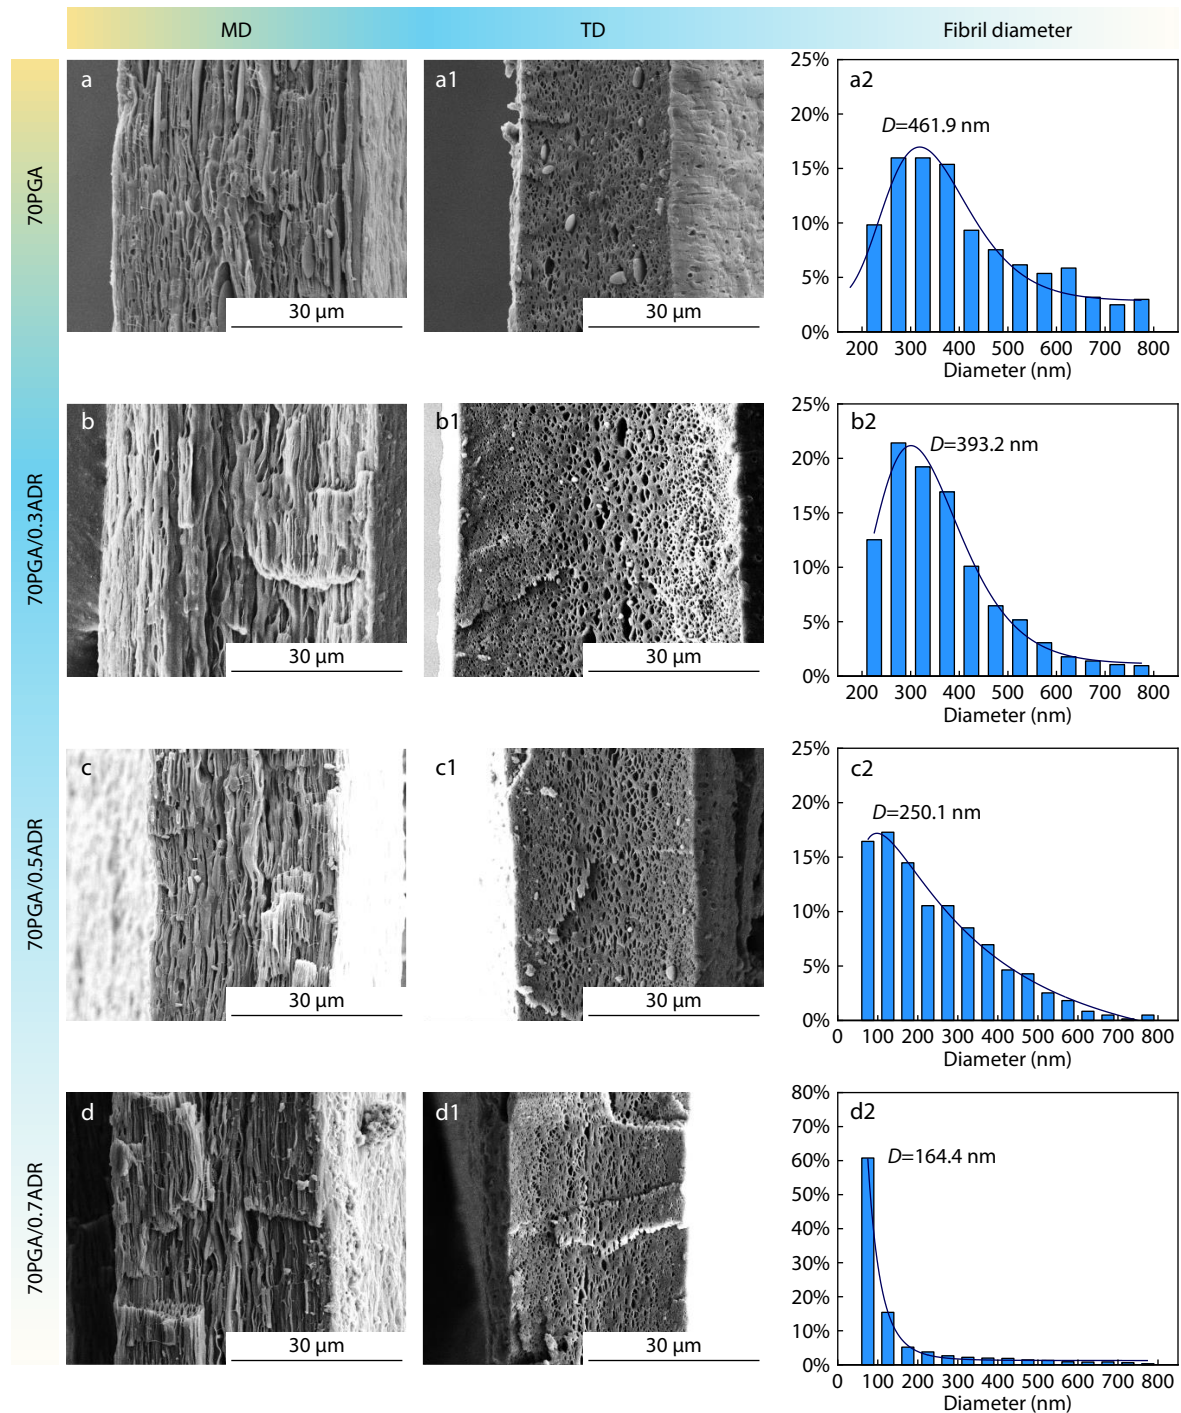 MD
TD
Fibril diameter
70PGA
a
30 µm
a1
30 µm
a2
D=461.9 nm
25%
20%
15%
10%
5%
0%
200 300 400 500 600 700 800
Diameter (nm)
70PGA/0.3ADR
b
30 µm
b1
30 µm
b2
D=393.2 nm
25%
20%
15%
10%
5%
0%
200 300 400 500 600 700 800
Diameter (nm)
70PGA/0.5ADR
c
30 µm
c1
30 µm
c2
D=250.1 nm
25%
20%
15%
10%
5%
0%
0 100 200 300 400 500 600 700 800
Diameter (nm)
70PGA/0.7ADR
d
30 µm
d1
30 µm
d2
D=164.4 nm
80%
70%
60%
50%
40%
30%
20%
10%
0%
0 100 200 300 400 500 600 700 800
Diameter (nm)